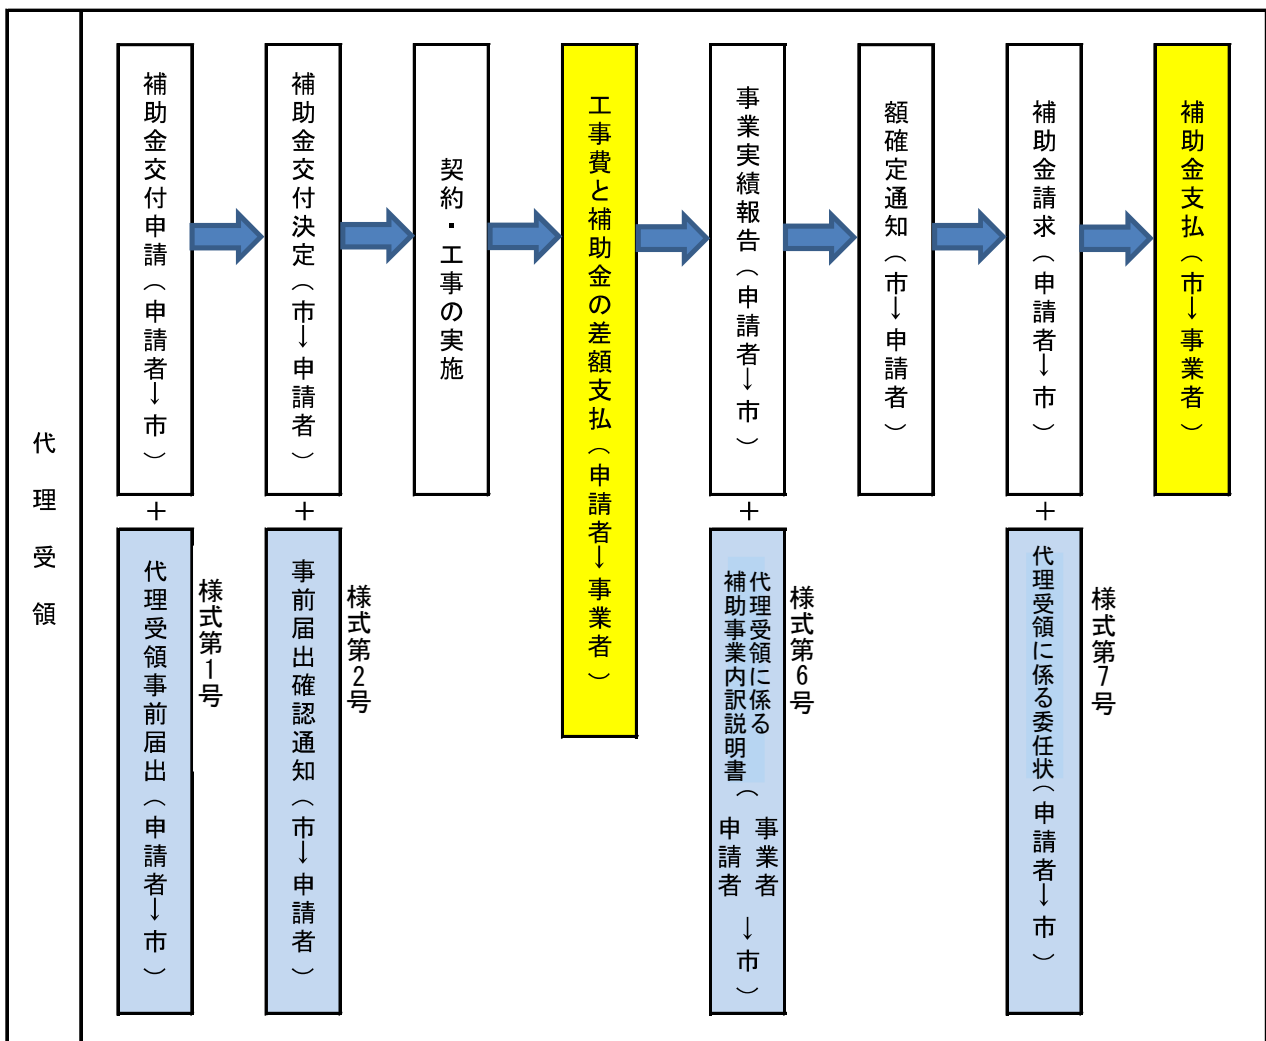 代理受領
補助金交付申請（申請者→市）
＋
代理受領事前届出（申請者→市）
様式第1号
補助金交付決定（市→申請者）
＋
事前届出確認通知（市→申請者）
様式第2号
契約・工事の実施
工事費と補助金の差額支払（申請者→事業者）
事業実績報告（申請者→市）
＋
代理受領に係る
補助事業内訳説明書
（事業者
申請者→市）
様式第6号
額確定通知（市→申請者）
補助金請求（申請者→市）
＋
代理受領に係る委任状（申請者→市）
様式第7号
補助金支払（市→事業者）